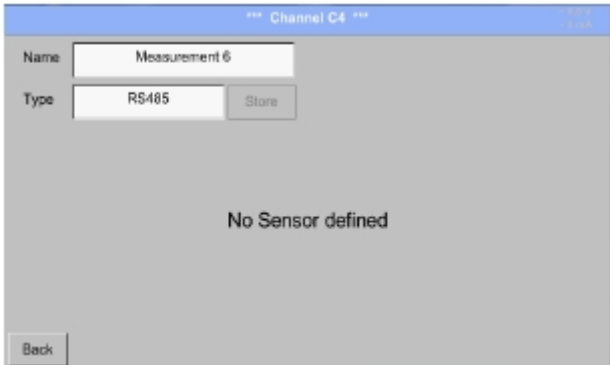 *** Channel C4 ***
Name Measurement 6
Type RS485 Store
No Sensor defined
Back